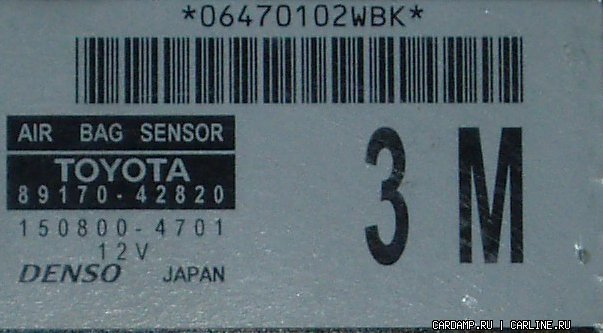 *06470102WBK*
AIR BAG SENSOR
TOYOTA
89170-42820
150800-4701
12V
DENSO JAPAN
3 M
CARDAMP.RU | CARLINE.RU